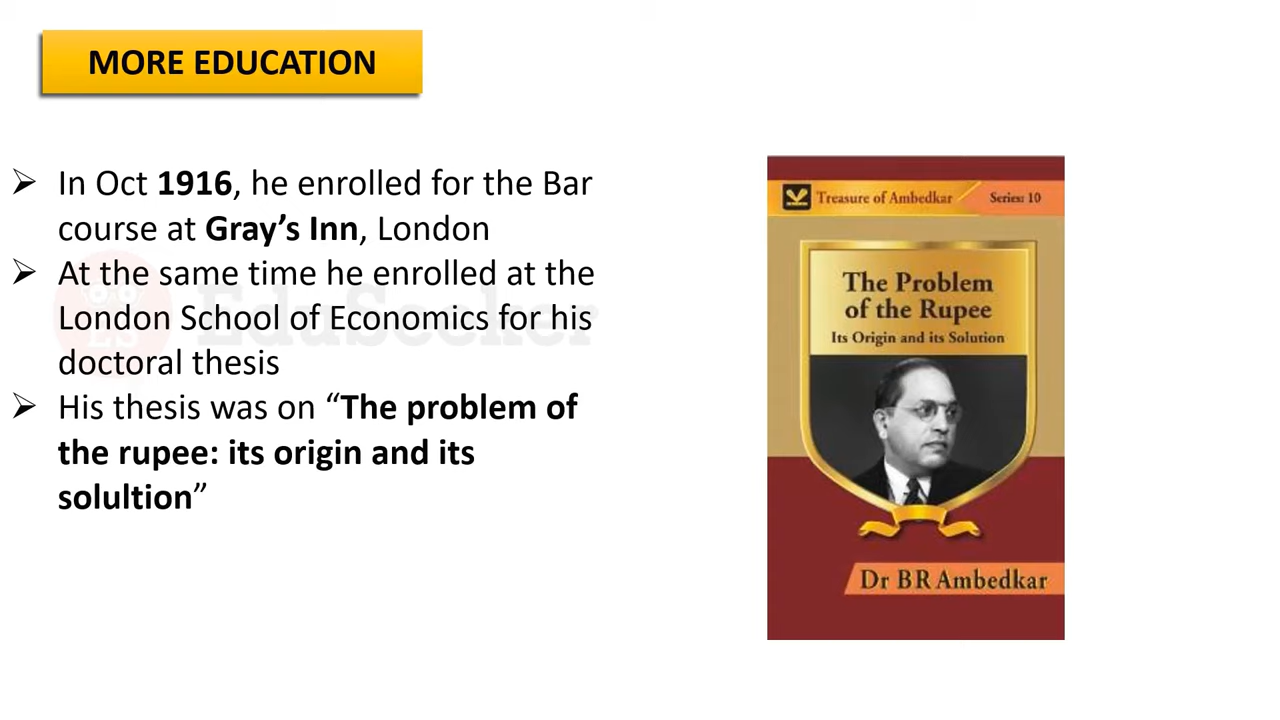 MORE EDUCATION
➢ In Oct 1916, he enrolled for the Bar
course at Gray’s Inn, London
➢ At the same time he enrolled at the
London School of Economics for his
doctoral thesis
➢ His thesis was on “The problem of
the rupee: its origin and its
solultion”
EduSeeker
Treasure of Ambedkar
Series: 10
The Problem
of the Rupee
Its Origin and its Solution
Dr BR Ambedkar